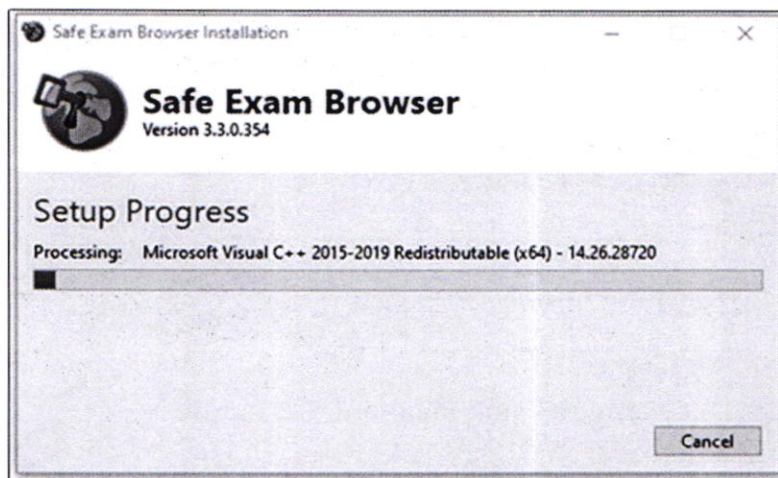 Safe Exam Browser Installation
Safe Exam Browser
Version 3.3.0.354
Setup Progress
Processing: Microsoft Visual C++ 2015-2019 Redistributable (x64) - 14.26.28720
Cancel